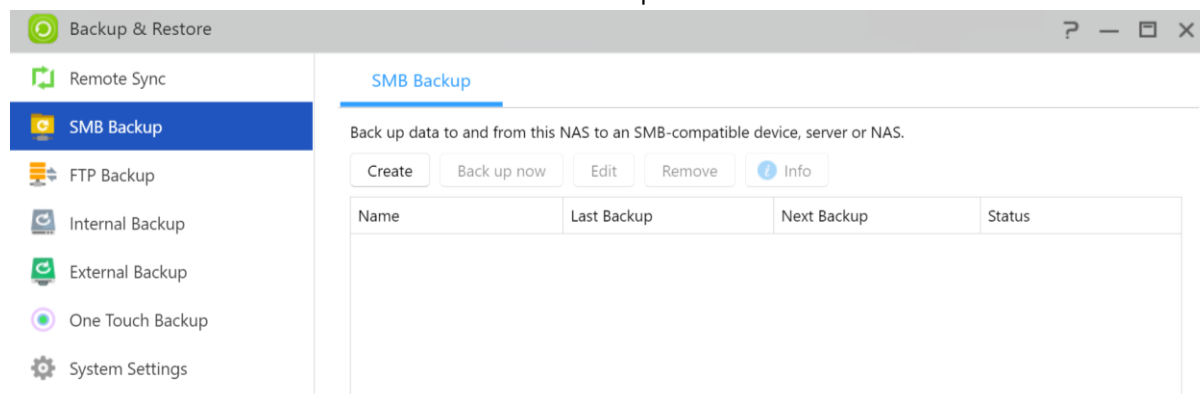 Backup & Restore
Remote Sync
SMB Backup
FTP Backup
Internal Backup
External Backup
One Touch Backup
System Settings
SMB Backup
Back up data to and from this NAS to an SMB-compatible device, server or NAS.
Create Back up now Edit Remove Info
Name Last Backup Next Backup Status